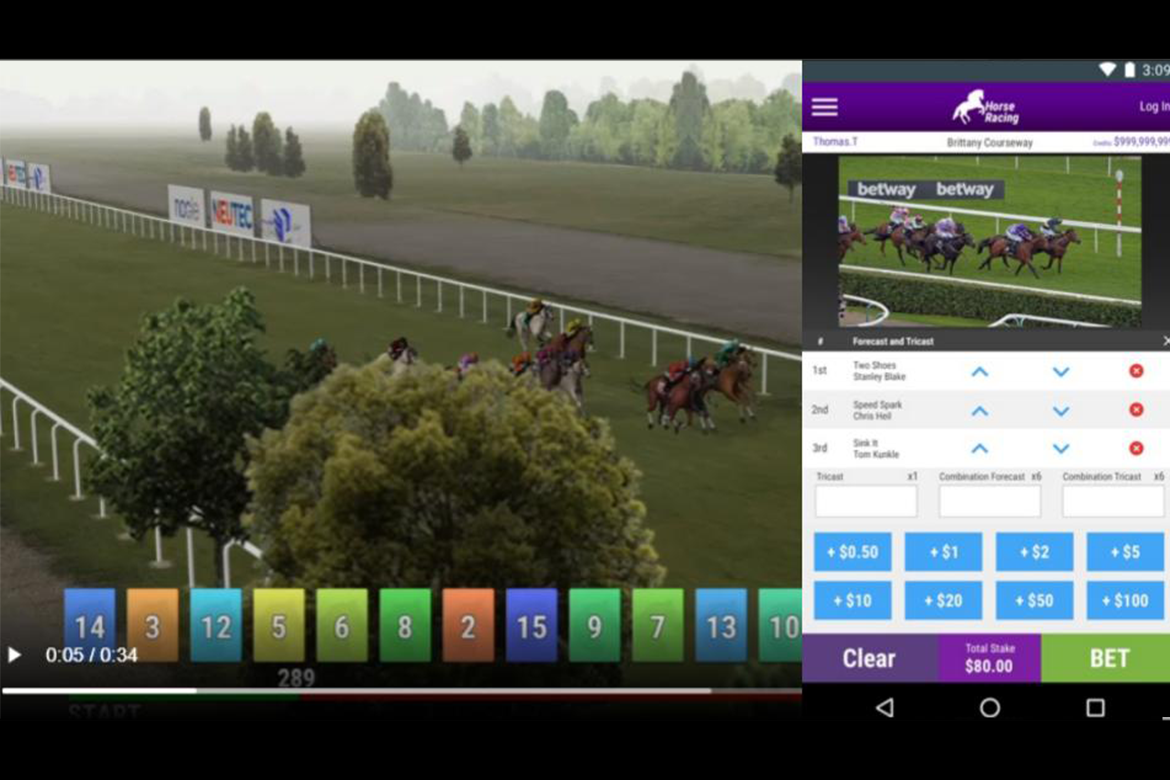 NEUTEC
nogle
NEUTEC
14
3
12
5
6
8
2
15
9
7
13
10
0:05 / 0:34
289
START
3:09
Horse
Racing
Log In
Thomas.T
Brittany Courseway
Credits: $999,999,999
betway betway
#
Forecast and Tricast
1st
Two Shoes
Stanley Blake
2nd
Speed Spark
Chris Heil
3rd
Sink It
Tom Kunkle
Tricast x1
Combination Forecast x6
Combination Tricast x6
+ $0.50
+ $1
+ $2
+ $5
+ $10
+ $20
+ $50
+ $100
Clear
Total Stake
$80.00
BET